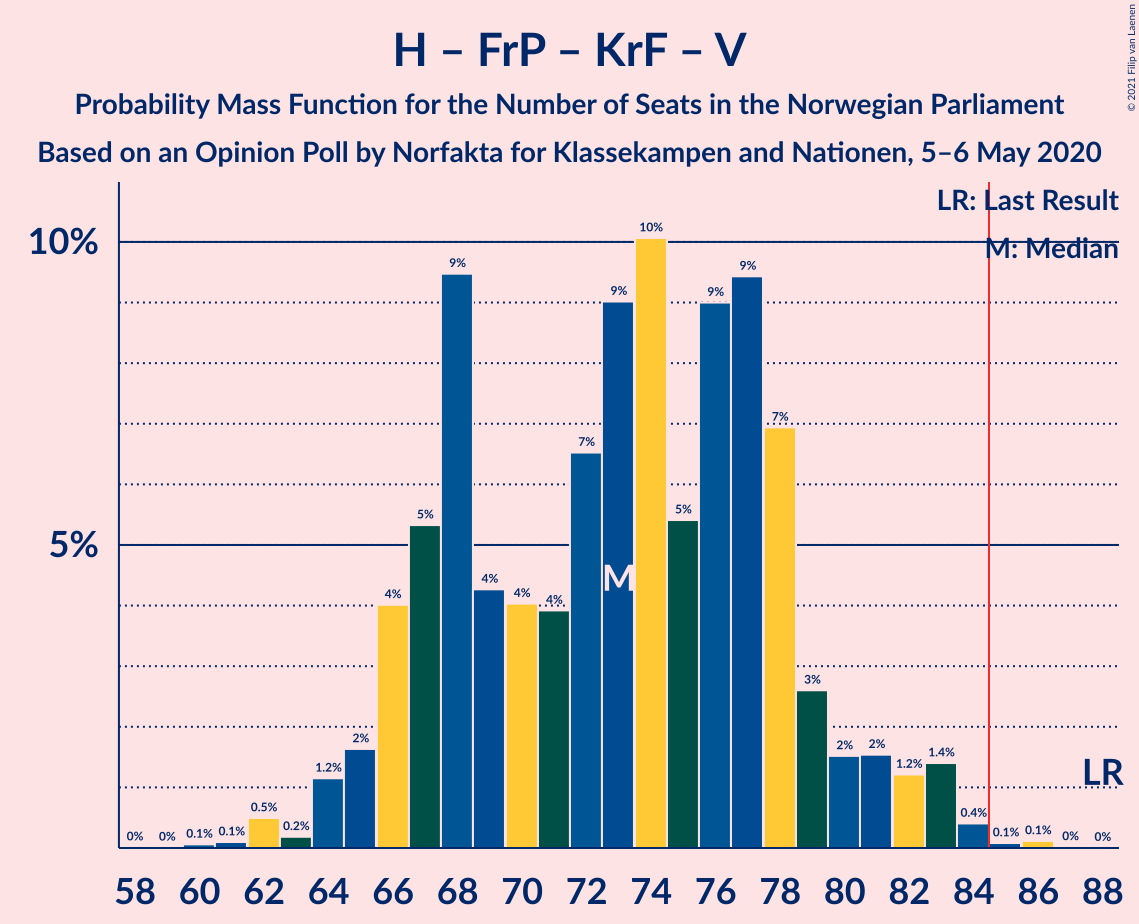 H – FrP – KrF – V
Probability Mass Function for the Number of Seats in the Norwegian Parliament
Based on an Opinion Poll by Norfakta for Klassekampen and Nationen, 5–6 May 2020
© 2021 Filip van Laenen
LR: Last Result
M: Median
10%
5%
0% 0% 0.1% 0.1% 0.5% 0.2% 1.2% 2% 4% 5% 9% 4% 4% 4% 7% 9% 10% 5% 9% 9% 7% 3% 2% 2% 1.2% 1.4% 0.4% 0.1% 0.1% 0% 0%
M
LR
58 60 62 64 66 68 70 72 74 76 78 80 82 84 86 88